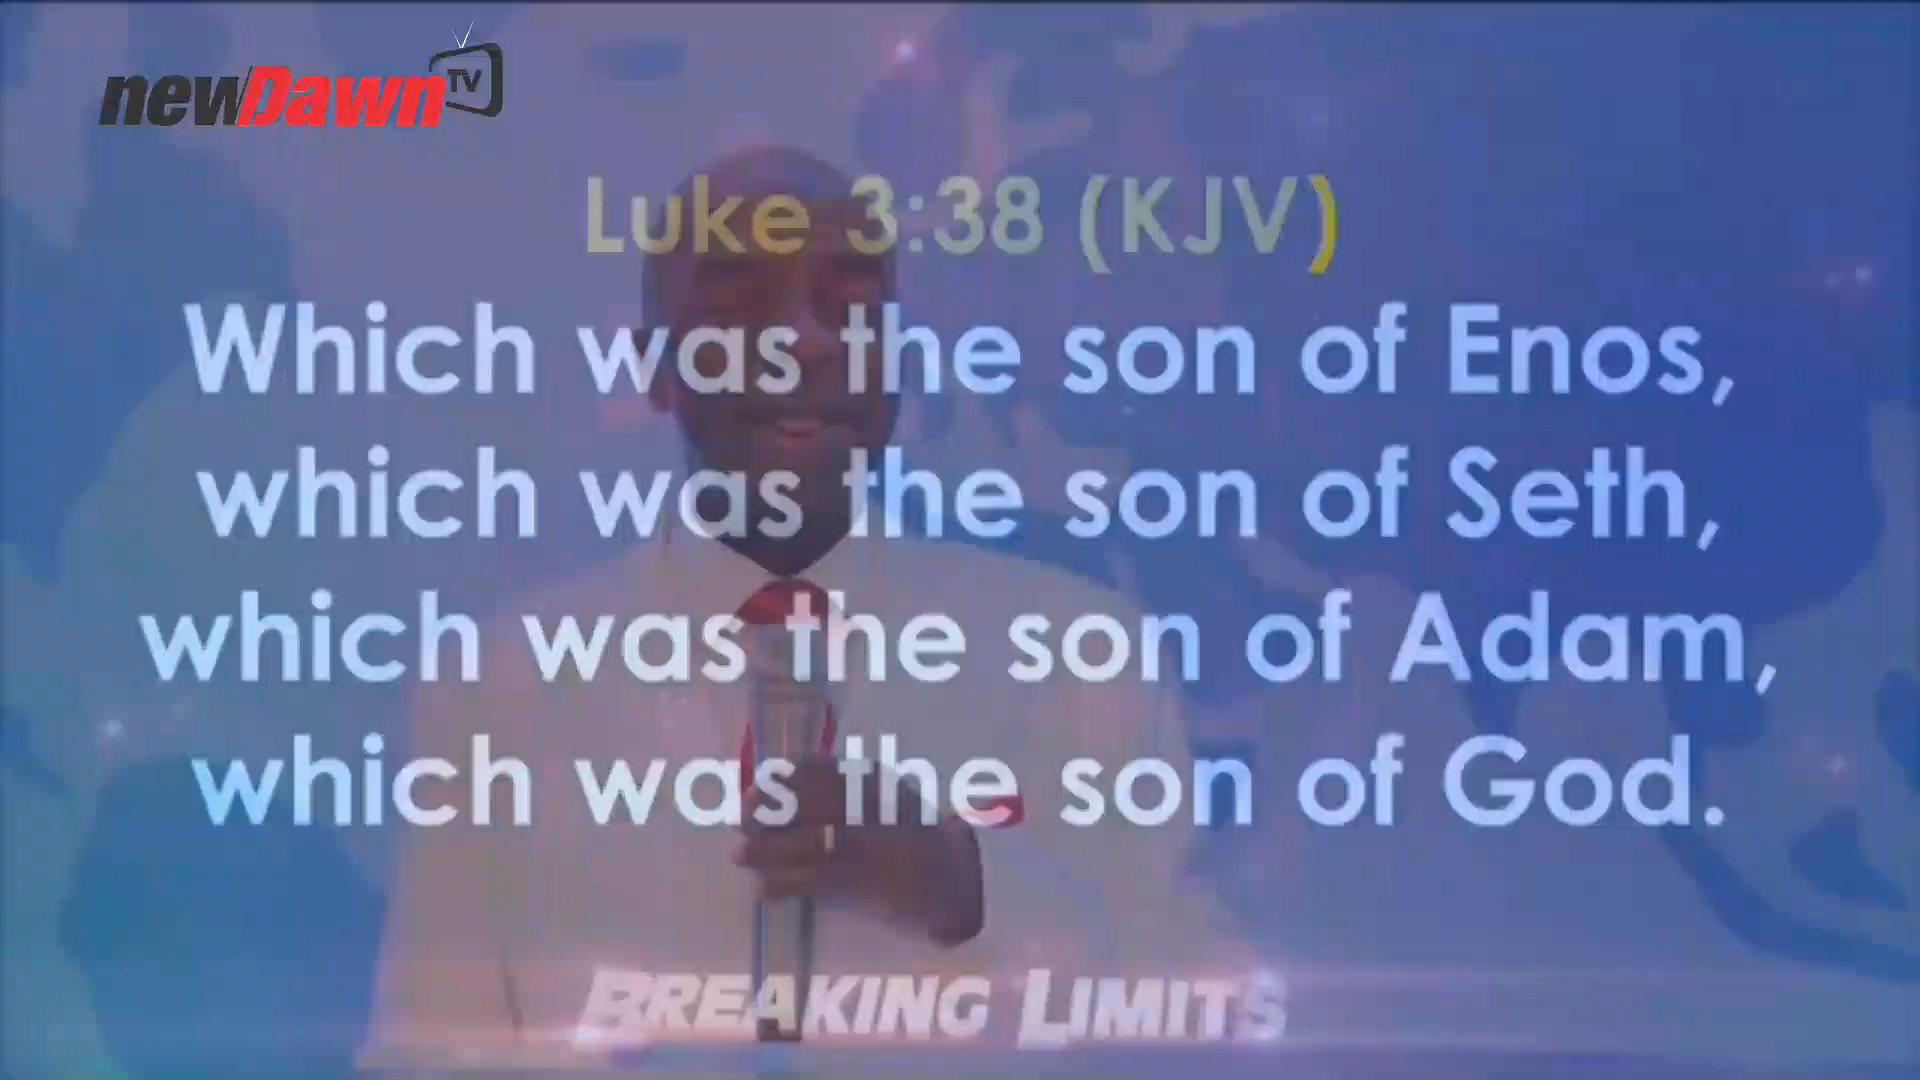 newDawn TV
Luke 3:38 (KJV)
Which was the son of Enos,
which was the son of Seth,
which was the son of Adam,
which was the son of God.
BREAKING LIMITS